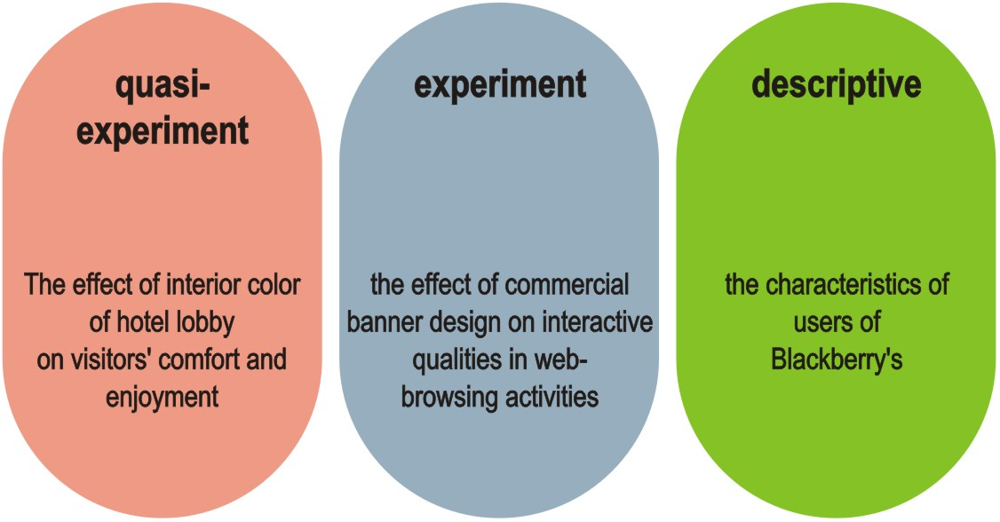 quasi-
experiment
The effect of interior color
of hotel lobby
on visitors' comfort and
enjoyment
experiment
the effect of commercial
banner design on interactive
qualities in web-
browsing activities
descriptive
the characteristics of
users of
Blackberry's